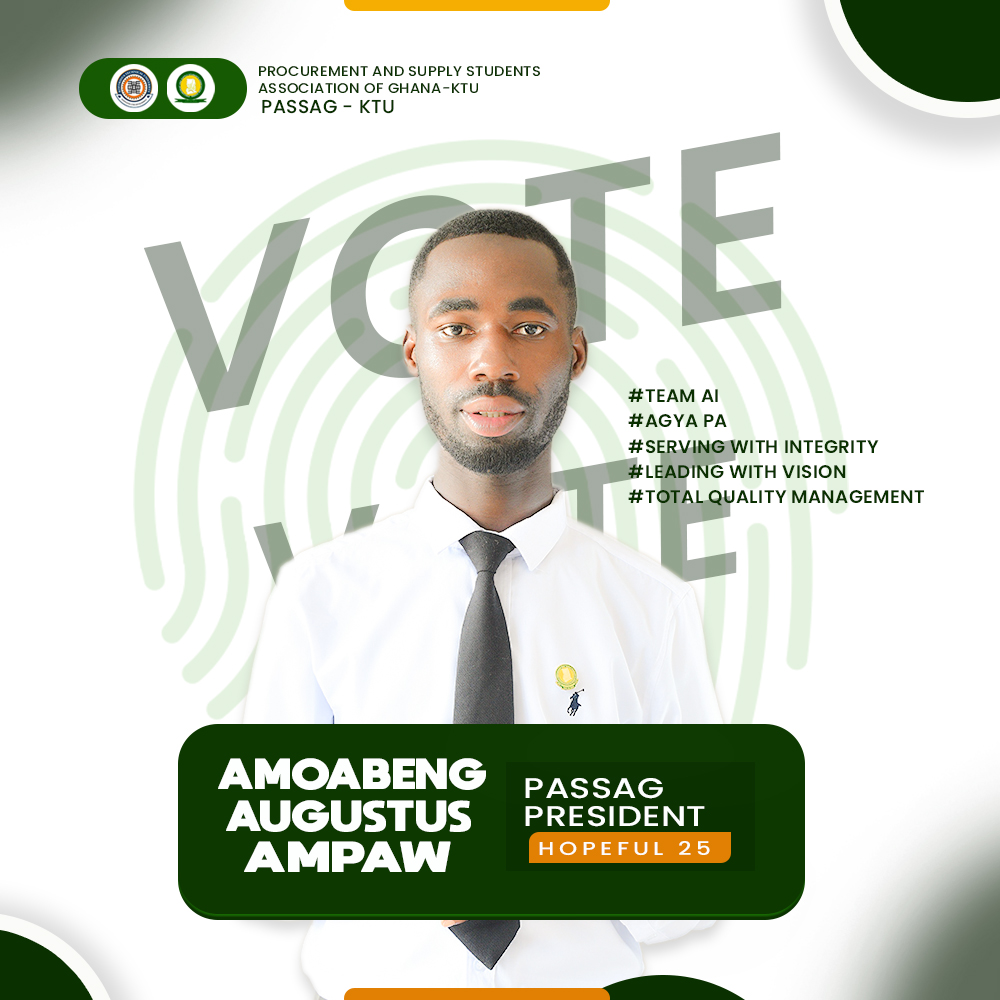 PROCUREMENT AND SUPPLY STUDENTS
ASSOCIATION OF GHANA-KTU
PASSAG - KTU
VOTE
#TEAM AI
#AGYA PA
#SERVING WITH INTEGRITY
#LEADING WITH VISION
#TOTAL QUALITY MANAGEMENT
AMOABENG
AUGUSTUS
AMPAW
PASSAG
PRESIDENT
HOPEFUL 25